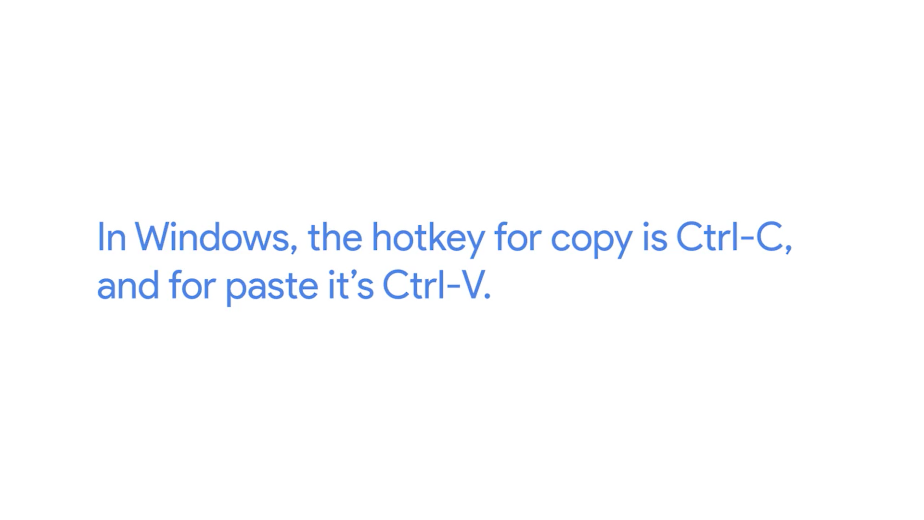 In Windows, the hotkey for copy is Ctrl-C,
and for paste it’s Ctrl-V.